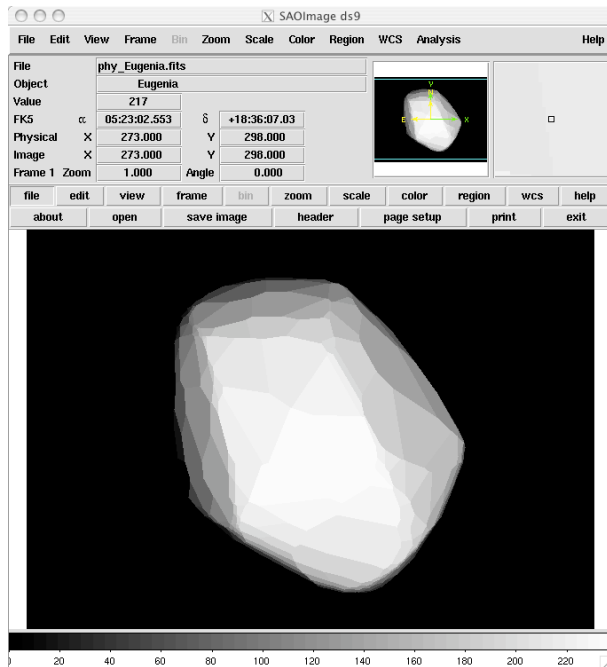 SAOImage ds9
File Edit View Frame Bin Zoom Scale Color Region WCS Analysis Help
File phy_Eugenia.fits
Object Eugenia
Value 217
FK5 α 05:23:02.553 δ +18:36:07.03
Physical X 273.000 Y 298.000
Image X 273.000 Y 298.000
Frame 1 Zoom 1.000 Angle 0.000
Y
N
E X
file edit view frame bin zoom scale color region wcs help
about open save image header page setup print exit
0 20 40 60 80 100 120 140 160 180 200 220